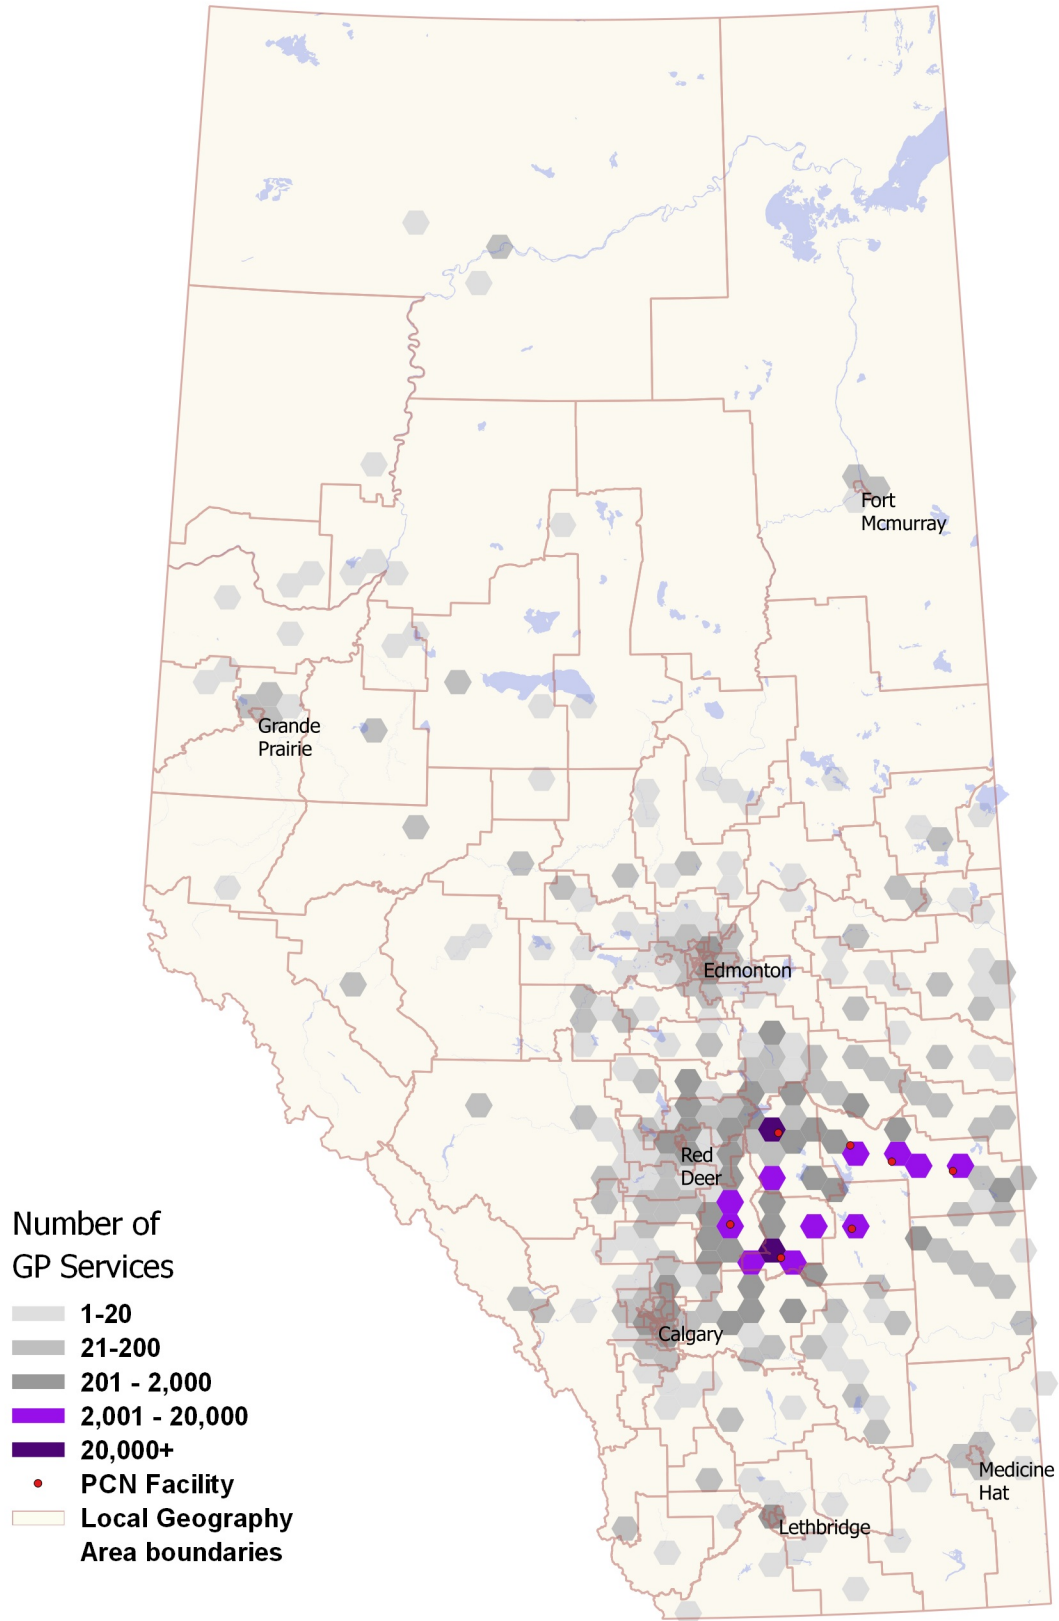 Fort
Mcmurray
Grande
Prairie
Edmonton
Red
Deer
Calgary
Medicine
Hat
Lethbridge
Number of
GP Services
1-20
21-200
201 - 2,000
2,001 - 20,000
20,000+
PCN Facility
Local Geography
Area boundaries